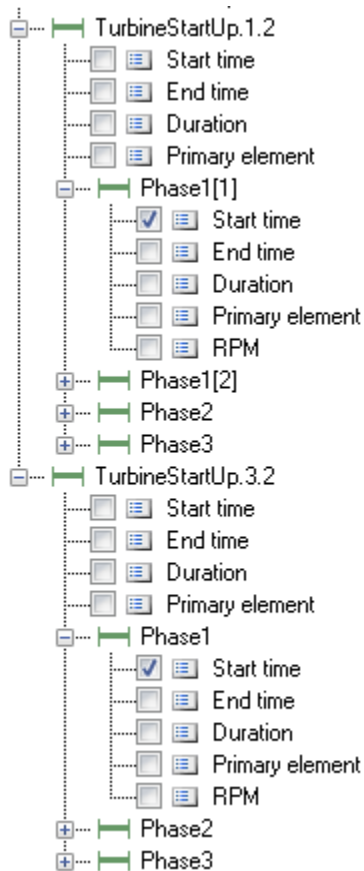 TurbineStartUp.1.2
Start time
End time
Duration
Primary element
Phase1[1]
Start time
End time
Duration
Primary element
RPM
Phase1[2]
Phase2
Phase3
TurbineStartUp.3.2
Start time
End time
Duration
Primary element
Phase1
Start time
End time
Duration
Primary element
RPM
Phase2
Phase3